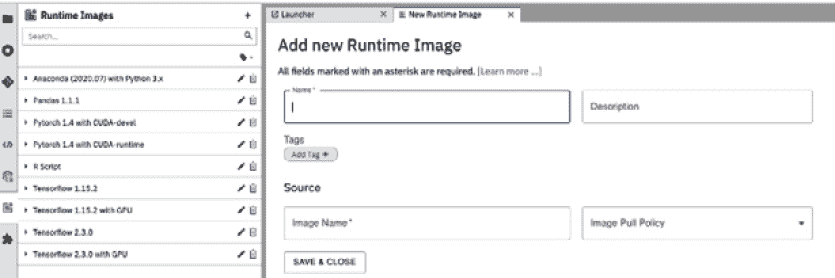 Runtime Images +
Search...
Anaconda (2020.07) with Python 3.x
Pandas 1.1.1
Pytorch 1.4 with CUDA-devel
Pytorch 1.4 with CUDA-runtime
R Script
Tensorflow 1.15.2
Tensorflow 1.15.2 with GPU
Tensorflow 2.3.0
Tensorflow 2.3.0 with GPU
Launcher
New Runtime Image
Add new Runtime Image
All fields marked with an asterisk are required. [Learn more ...]
Name *
Description
Tags
Add Tag +
Source
Image Name *
Image Pull Policy
SAVE & CLOSE